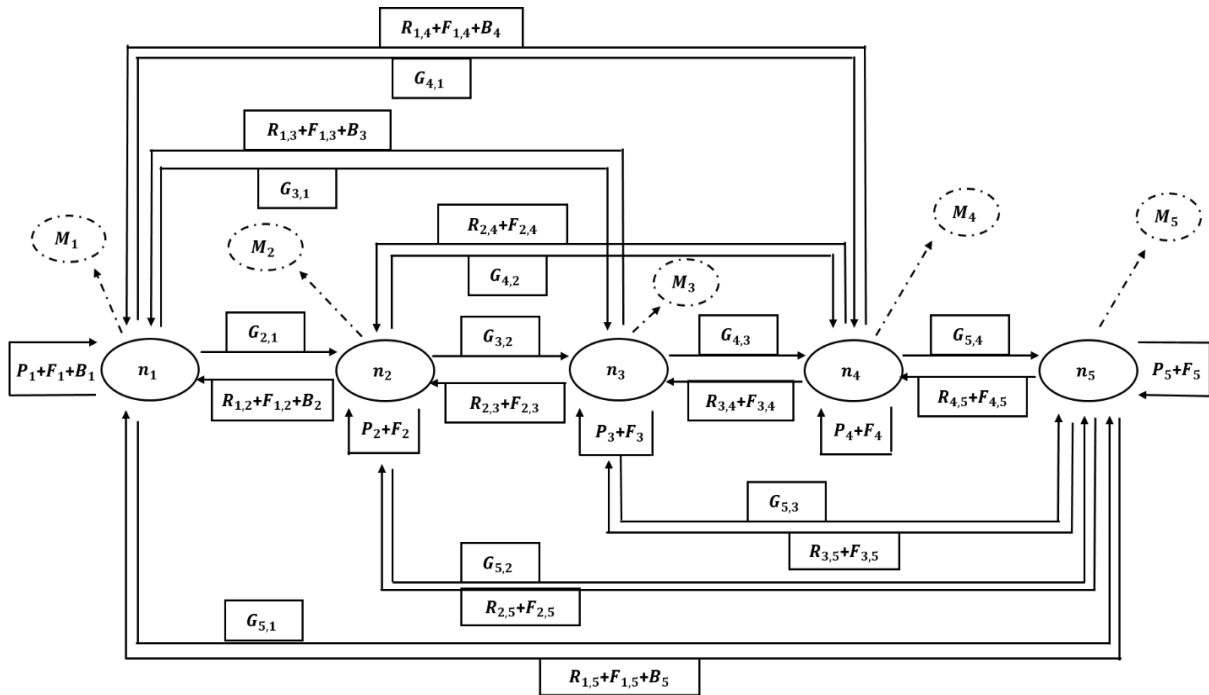 R₁,₄+F₁,₄+B₄
G₄,₁
R₁,₃+F₁,₃+B₃
G₃,₁
M₁
M₂
R₂,₄+F₂,₄
G₄,₂
M₃
M₄
M₅
G₂,₁
G₃,₂
G₄,₃
G₅,₄
P₁+F₁+B₁
n₁
n₂
n₃
n₄
n₅
P₅+F₅
R₁,₂+F₁,₂+B₂
R₂,₃+F₂,₃
R₃,₄+F₃,₄
R₄,₅+F₄,₅
P₂+F₂
P₃+F₃
P₄+F₄
G₅,₃
R₃,₅+F₃,₅
G₅,₂
R₂,₅+F₂,₅
G₅,₁
R₁,₅+F₁,₅+B₅